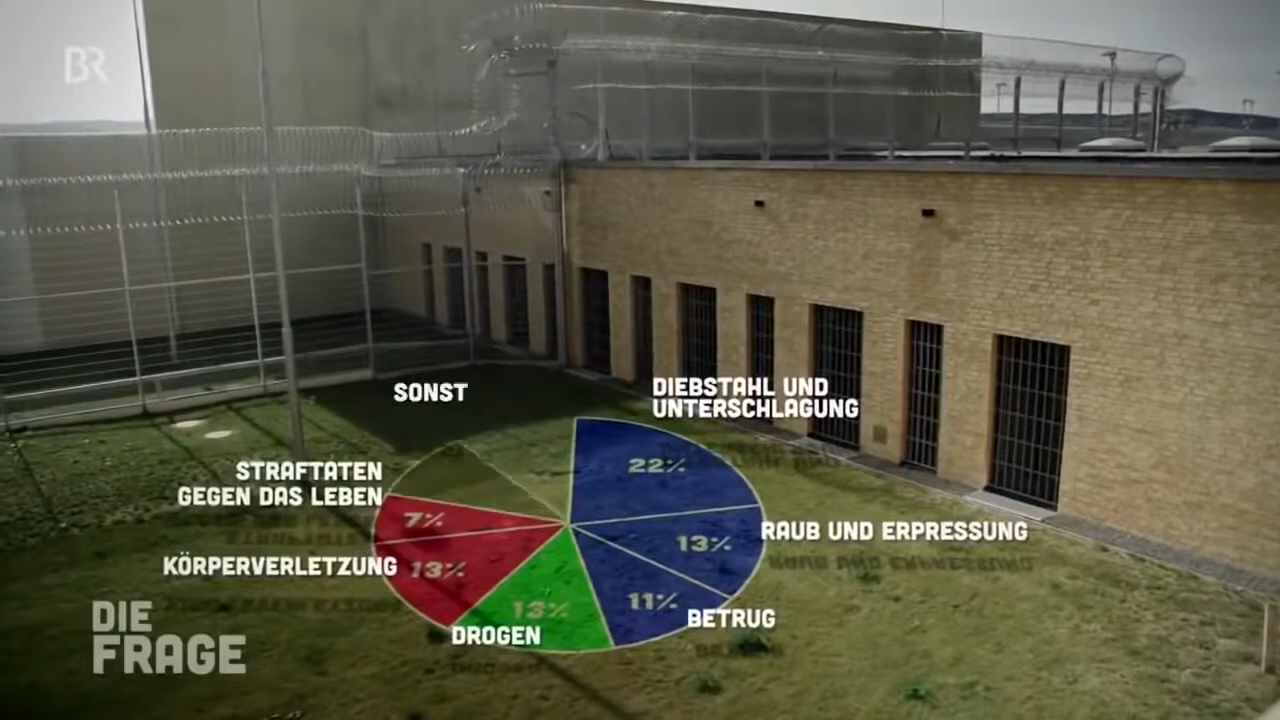 BR
SONST
DIEBSTAHL UND
UNTERSCHLAGUNG
22%
STRAFTATEN
GEGEN DAS LEBEN
7%
RAUB UND ERPRESSUNG
13%
KÖRPERVERLETZUNG
13%
11%
BETRUG
13%
DROGEN
DIE
FRAGE